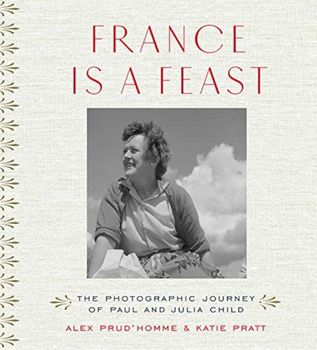 FRANCE
IS A FEAST
THE PHOTOGRAPHIC JOURNEY
OF PAUL AND JULIA CHILD
ALEX PRUD'HOMME & KATIE PRATT